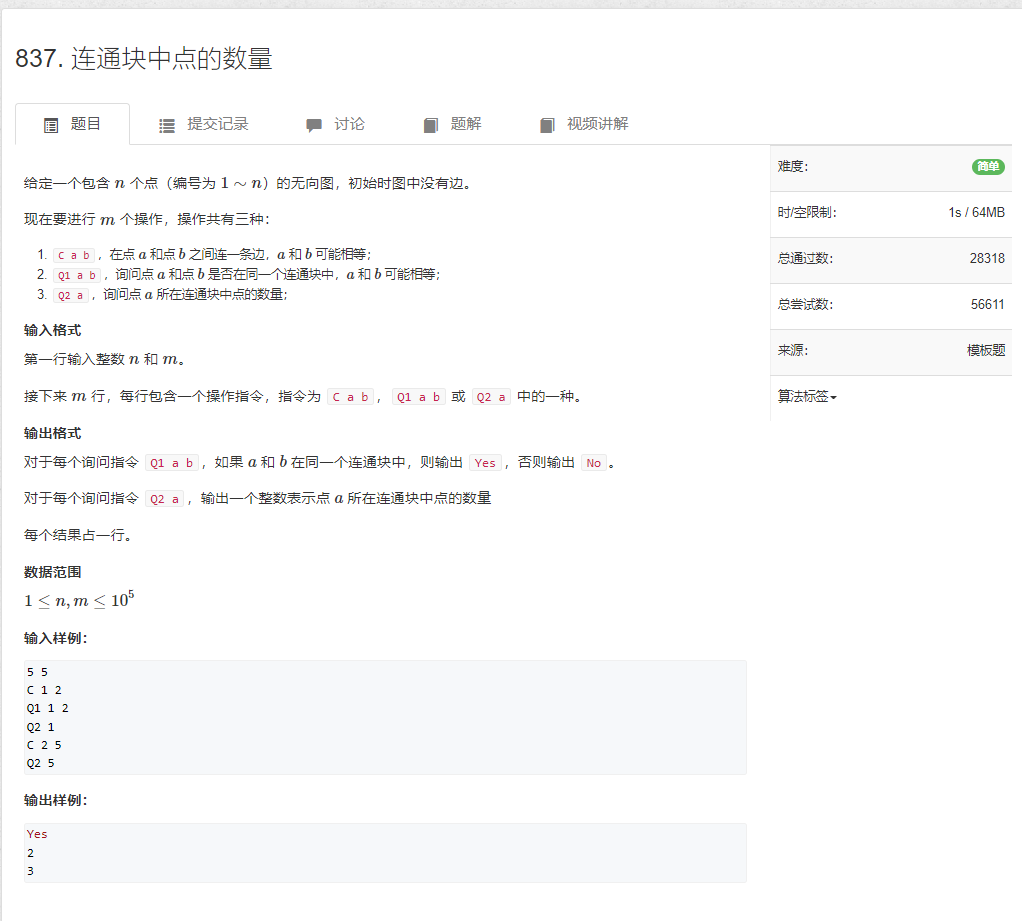 837. 连通块中点的数量
题目 提交记录 讨论 题解 视频讲解
给定一个包含 n 个点（编号为 1 ∼ n）的无向图，初始时图中没有边。
现在要进行 m 个操作，操作共有三种：
1. C a b ，在点 a 和点 b 之间连一条边，a 和 b 可能相等；
2. Q1 a b ，询问点 a 和点 b 是否在同一个连通块中，a 和 b 可能相等；
3. Q2 a ，询问点 a 所在连通块中点的数量；
输入格式
第一行输入整数 n 和 m。
接下来 m 行，每行包含一个操作指令，指令为 C a b ， Q1 a b 或 Q2 a 中的一种。
输出格式
对于每个询问指令 Q1 a b ，如果 a 和 b 在同一个连通块中，则输出 Yes ，否则输出 No 。
对于每个询问指令 Q2 a ，输出一个整数表示点 a 所在连通块中点的数量
每个结果占一行。
数据范围
1 ≤ n, m ≤ 10⁵
输入样例：
5 5
C 1 2
Q1 1 2
Q2 1
C 2 5
Q2 5
输出样例：
Yes
2
3
难度： 简单
时/空限制： 1s / 64MB
总通过数： 28318
总尝试数： 56611
来源： 模板题
算法标签